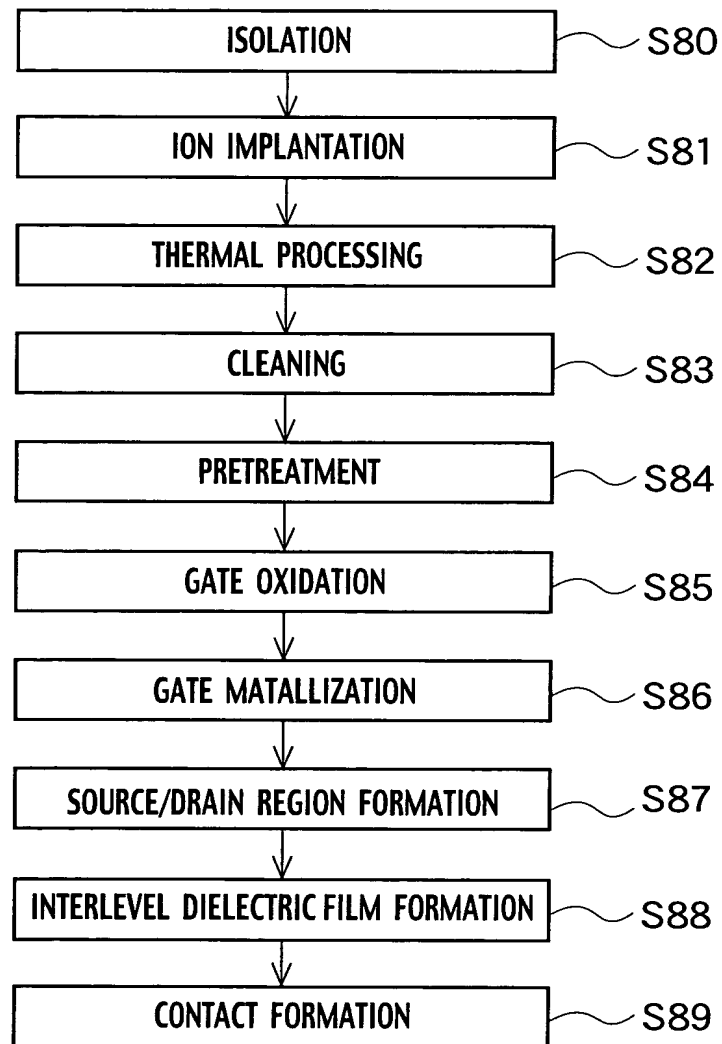 ISOLATION S80
ION IMPLANTATION S81
THERMAL PROCESSING S82
CLEANING S83
PRETREATMENT S84
GATE OXIDATION S85
GATE MATALLIZATION S86
SOURCE/DRAIN REGION FORMATION S87
INTERLEVEL DIELECTRIC FILM FORMATION S88
CONTACT FORMATION S89